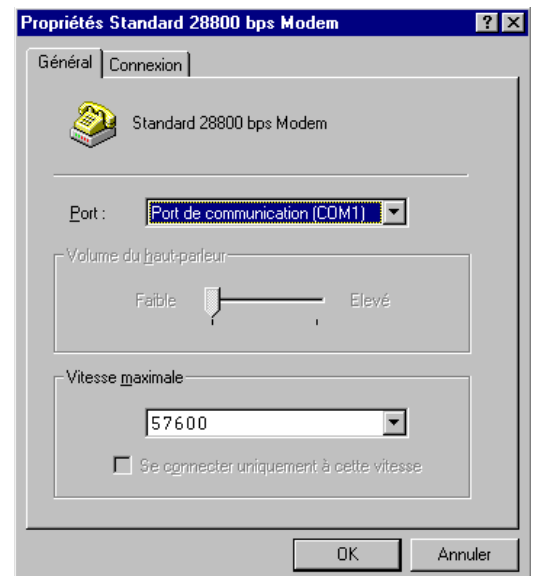 Propriétés Standard 28800 bps Modem
Général Connexion
Standard 28800 bps Modem
Port : Port de communication (COM1)
Volume du haut-parleur
Faible Elevé
Vitesse maximale
57600
Se connecter uniquement à cette vitesse
OK Annuler